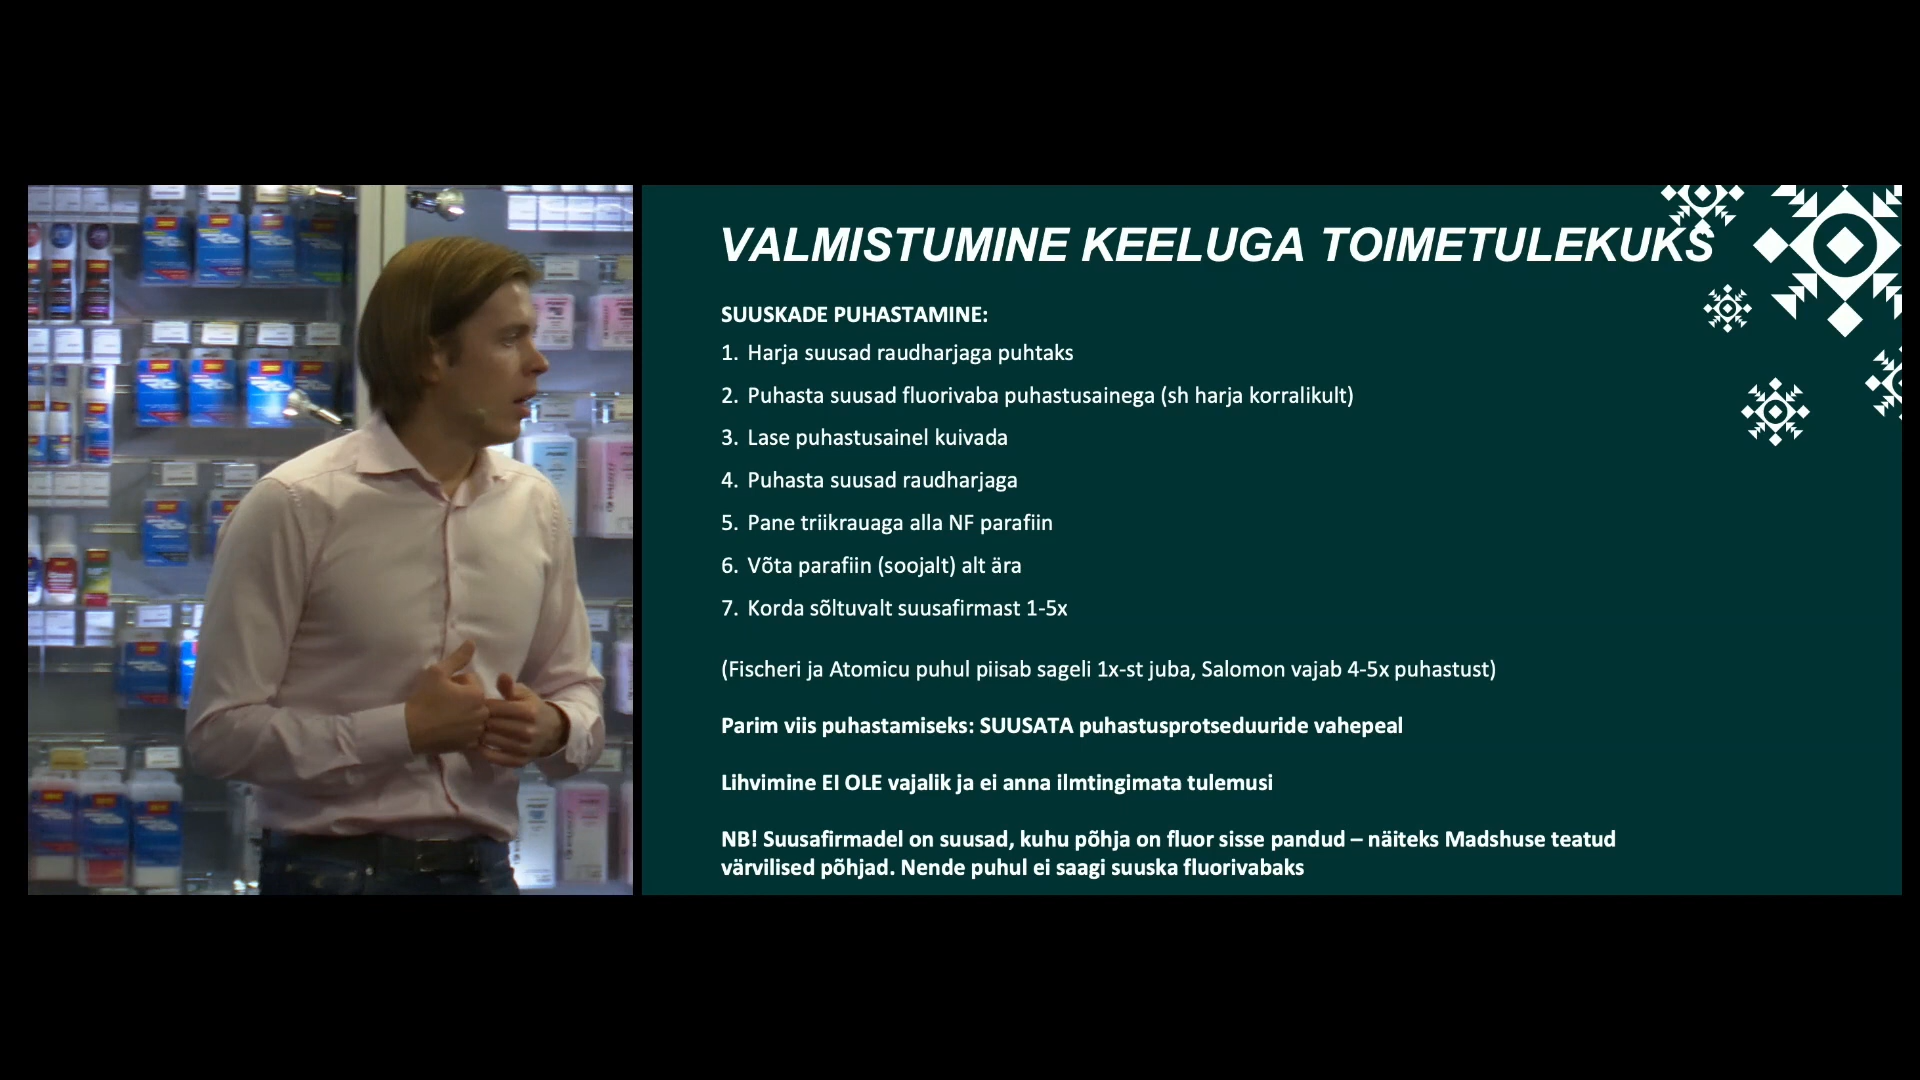 VALMISTUMINE KEELUGA TOIMETULEKUKS
SUUSKADE PUHASTAMINE:
1. Harja suusad raudharjaga puhtaks
2. Puhasta suusad fluorivaba puhastusainega (sh harja korralikult)
3. Lase puhastusainel kuivada
4. Puhasta suusad raudharjaga
5. Pane triikrauaga alla NF parafiin
6. Võta parafiin (soojalt) alt ära
7. Korda sõltuvalt suusafirmast 1-5x
(Fischeri ja Atomicu puhul piisab sageli 1x-st juba, Salomon vajab 4-5x puhastust)
Parim viis puhastamiseks: SUUSATA puhastusprotseduuride vahepeal
Lihvimine EI OLE vajalik ja ei anna ilmtingimata tulemusi
NB! Suusafirmadel on suusad, kuhu põhja on fluor sisse pandud – näiteks Madshuse teatud
värvilised põhjad. Nende puhul ei saagi suuska fluorivabaks